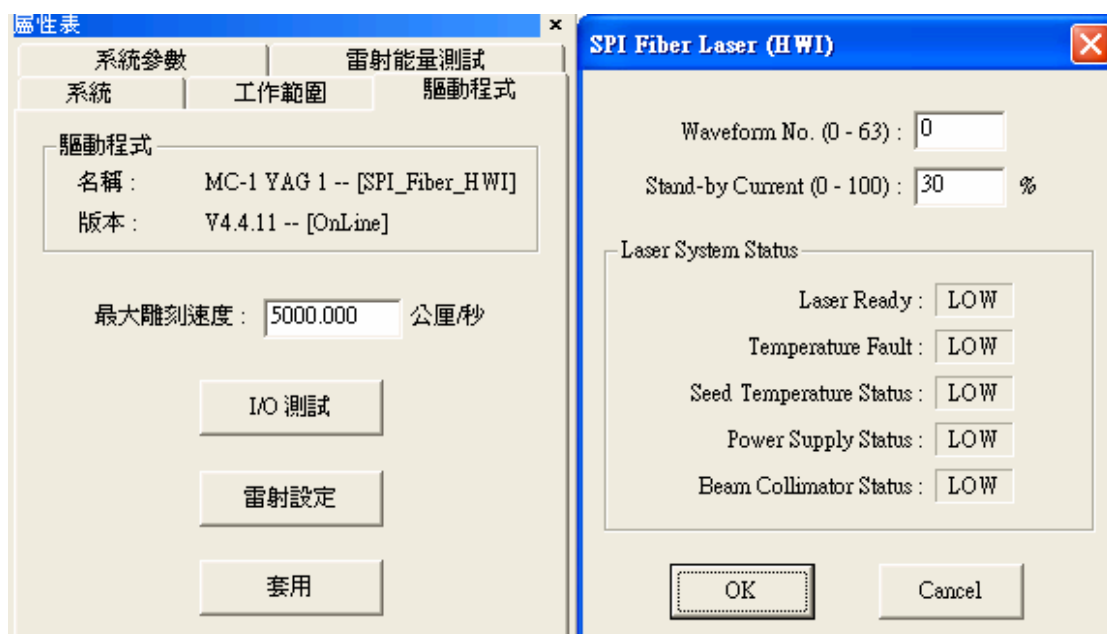 屬性表
系統參數
雷射能量測試
系統
工作範圍
驅動程式
驅動程式
名稱 : MC-1 YAG 1 -- [SPI_Fiber_HWI]
版本 : V4.4.11 -- [OnLine]
最大雕刻速度 : 5000.000 公厘/秒
I/O 測試
雷射設定
套用
SPI Fiber Laser (HWI)
Waveform No. (0 - 63) : 0
Stand-by Current (0 - 100) : 30 %
Laser System Status
Laser Ready : LOW
Temperature Fault : LOW
Seed Temperature Status : LOW
Power Supply Status : LOW
Beam Collimator Status : LOW
OK
Cancel